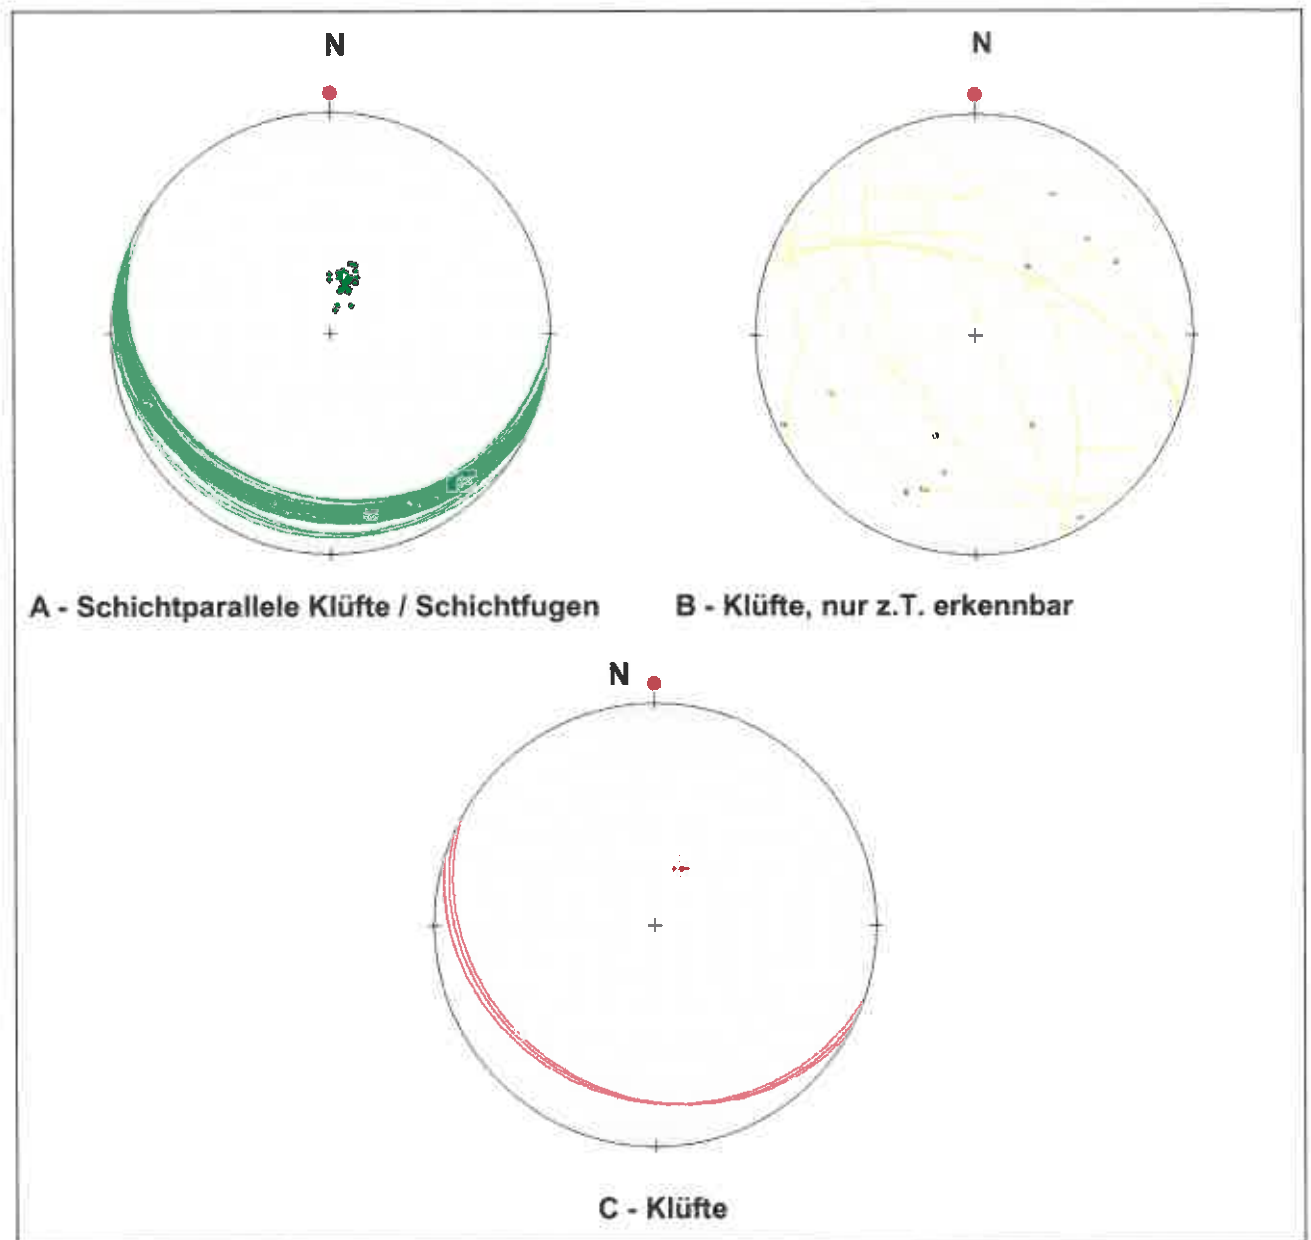 N
N
A - Schichtparallele Klüfte / Schichtfugen
B - Klüfte, nur z.T. erkennbar
N
C - Klüfte